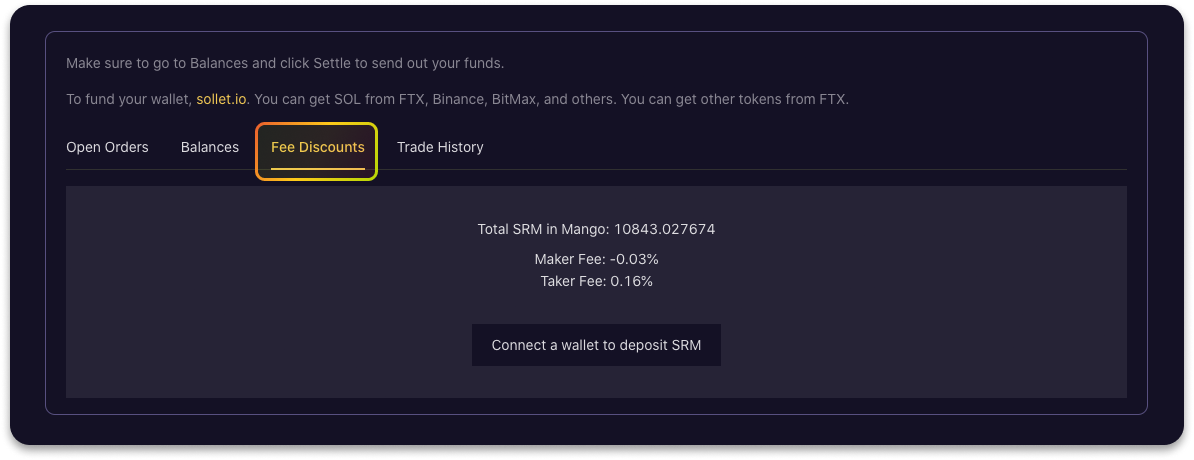 Make sure to go to Balances and click Settle to send out your funds.
To fund your wallet, sollet.io. You can get SOL from FTX, Binance, BitMax, and others. You can get other tokens from FTX.
Open Orders Balances Fee Discounts Trade History
Total SRM in Mango: 10843.027674
Maker Fee: -0.03%
Taker Fee: 0.16%
Connect a wallet to deposit SRM